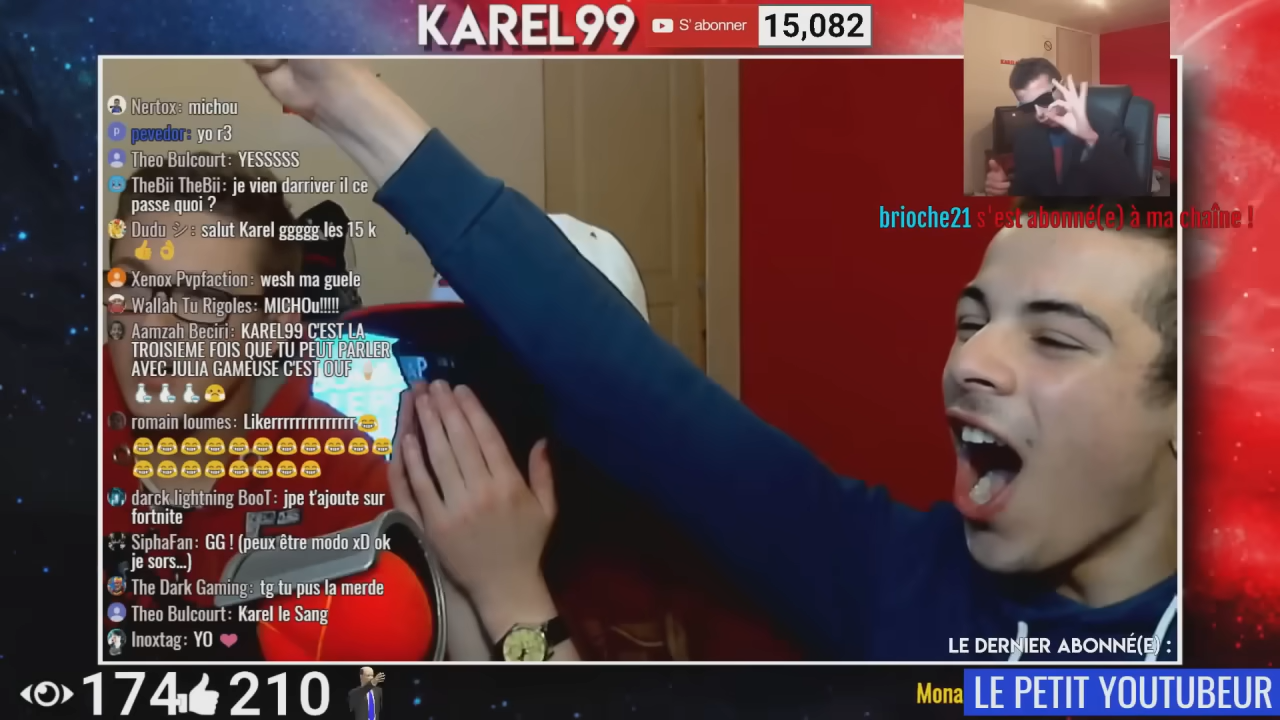 KAREL99
S'abonner
15,082
Nertox: michou
pevedor: yo r3
Theo Bulcourt: YESSSSS
TheBii TheBii: je vien darriver il ce
passe quoi ?
Dudu シ: salut Karel ggggg les 15 k
👍👌
Xenox Pvpfaction: wesh ma guele
Wallah Tu Rigoles: MICHOu!!!!!
Aamzah Beciri: KAREL99 C'EST LA
TROISIEME FOIS QUE TU PEUT PARLER
AVEC JULIA GAMEUSE C'EST OUF
romain loumes: Likerrrrrrrrrrrrr 😂
😂😂😂😂😂😂😂😂😂😂😂
😂😂😂😂😂😂😂😂
darck lightning BooT: jpe t'ajoute sur
fortnite
SiphaFan: GG ! (peux être modo xD ok
je sors...)
The Dark Gaming: tg tu pus la merde
Theo Bulcourt: Karel le Sang
Inoxtag: YO ❤
brioche21 s'est abonné(e) à ma chaîne !
LE DERNIER ABONNÉ(E) :
174
210
Mona
LE PETIT YOUTUBEUR